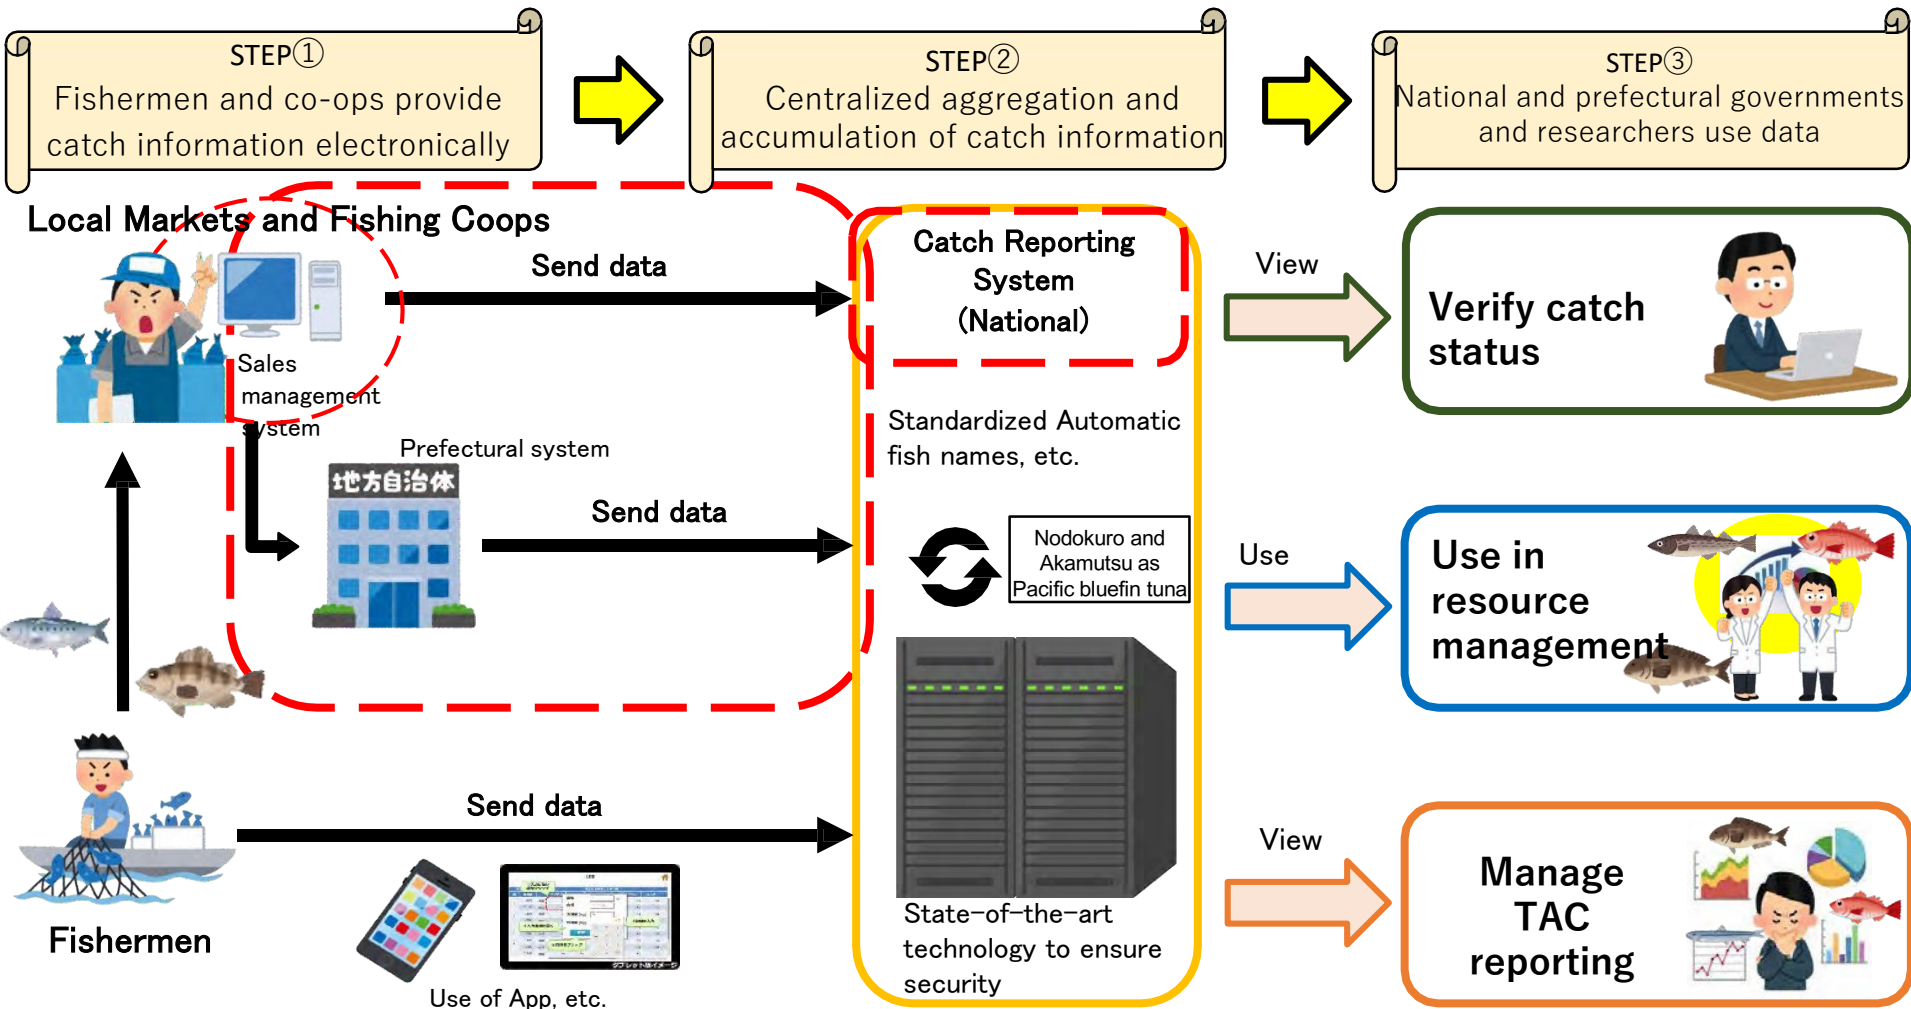 STEP①
Fishermen and co-ops provide
catch information electronically
STEP②
Centralized aggregation and
accumulation of catch information
STEP③
National and prefectural governments
and researchers use data
Local Markets and Fishing Coops
Sales
management
system
Send data
Prefectural system
地方自治体
Send data
Fishermen
Send data
Use of App, etc.
Catch Reporting
System
(National)
Standardized Automatic
fish names, etc.
Nodokuro and
Akamutsu as
Pacific bluefin tuna
State-of-the-art
technology to ensure
security
View
Verify catch
status
Use
Use in
resource
management
View
Manage
TAC
reporting